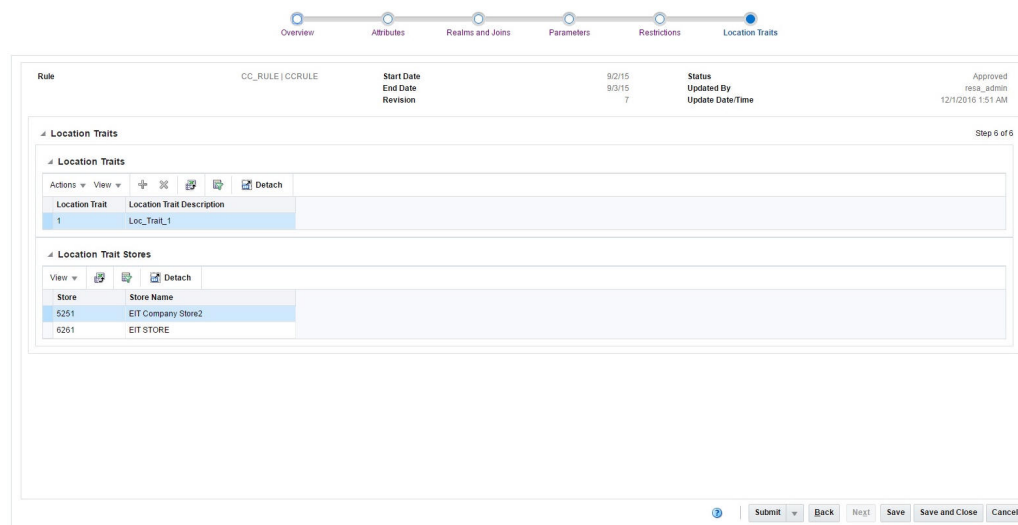 Overview Attributes Realms and Joins Parameters Restrictions Location Traits
Rule CC_RULE | CCRULE Start Date 9/2/15 Status Approved
End Date 9/3/15 Updated By resa_admin
Revision 7 Update Date/Time 12/1/2016 1:51 AM
Location Traits Step 6 of 6
Location Traits
Actions View Detach
Location Trait Location Trait Description
1 Loc_Trait_1
Location Trait Stores
View Detach
Store Store Name
5251 EIT Company Store2
6261 EIT STORE
Submit Back Next Save Save and Close Cancel